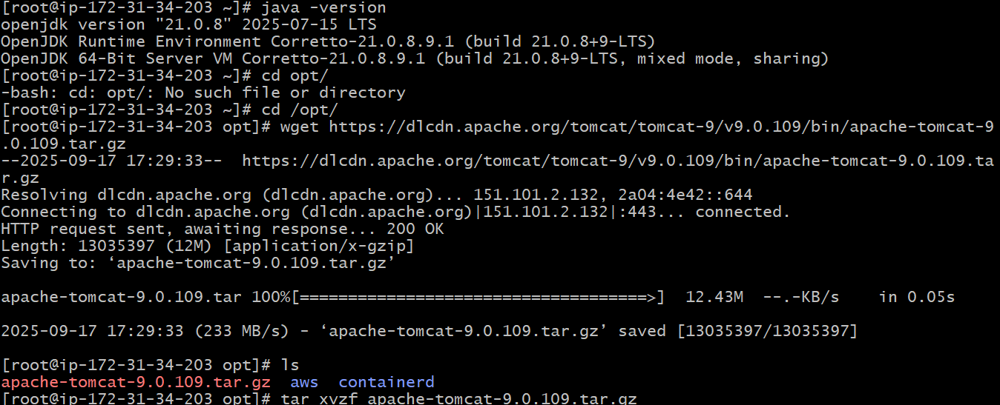 [root@ip-172-31-34-203 ~]# java -version
openjdk version "21.0.8" 2025-07-15 LTS
OpenJDK Runtime Environment Corretto-21.0.8.9.1 (build 21.0.8+9-LTS)
OpenJDK 64-Bit Server VM Corretto-21.0.8.9.1 (build 21.0.8+9-LTS, mixed mode, sharing)
[root@ip-172-31-34-203 ~]# cd opt/
-bash: cd: opt/: No such file or directory
[root@ip-172-31-34-203 ~]# cd /opt/
[root@ip-172-31-34-203 opt]# wget https://dlcdn.apache.org/tomcat/tomcat-9/v9.0.109/bin/apache-tomcat-9
.0.109.tar.gz
--2025-09-17 17:29:33--  https://dlcdn.apache.org/tomcat/tomcat-9/v9.0.109/bin/apache-tomcat-9.0.109.ta
r.gz
Resolving dlcdn.apache.org (dlcdn.apache.org)... 151.101.2.132, 2a04:4e42::644
Connecting to dlcdn.apache.org (dlcdn.apache.org)|151.101.2.132|:443... connected.
HTTP request sent, awaiting response... 200 OK
Length: 13035397 (12M) [application/x-gzip]
Saving to: ‘apache-tomcat-9.0.109.tar.gz’
apache-tomcat-9.0.109.tar 100%[====================================>]  12.43M  --.-KB/s    in 0.05s
2025-09-17 17:29:33 (233 MB/s) - ‘apache-tomcat-9.0.109.tar.gz’ saved [13035397/13035397]
[root@ip-172-31-34-203 opt]# ls
apache-tomcat-9.0.109.tar.gz  aws  containerd
[root@ip-172-31-34-203 opt]# tar xvzf apache-tomcat-9.0.109.tar.gz